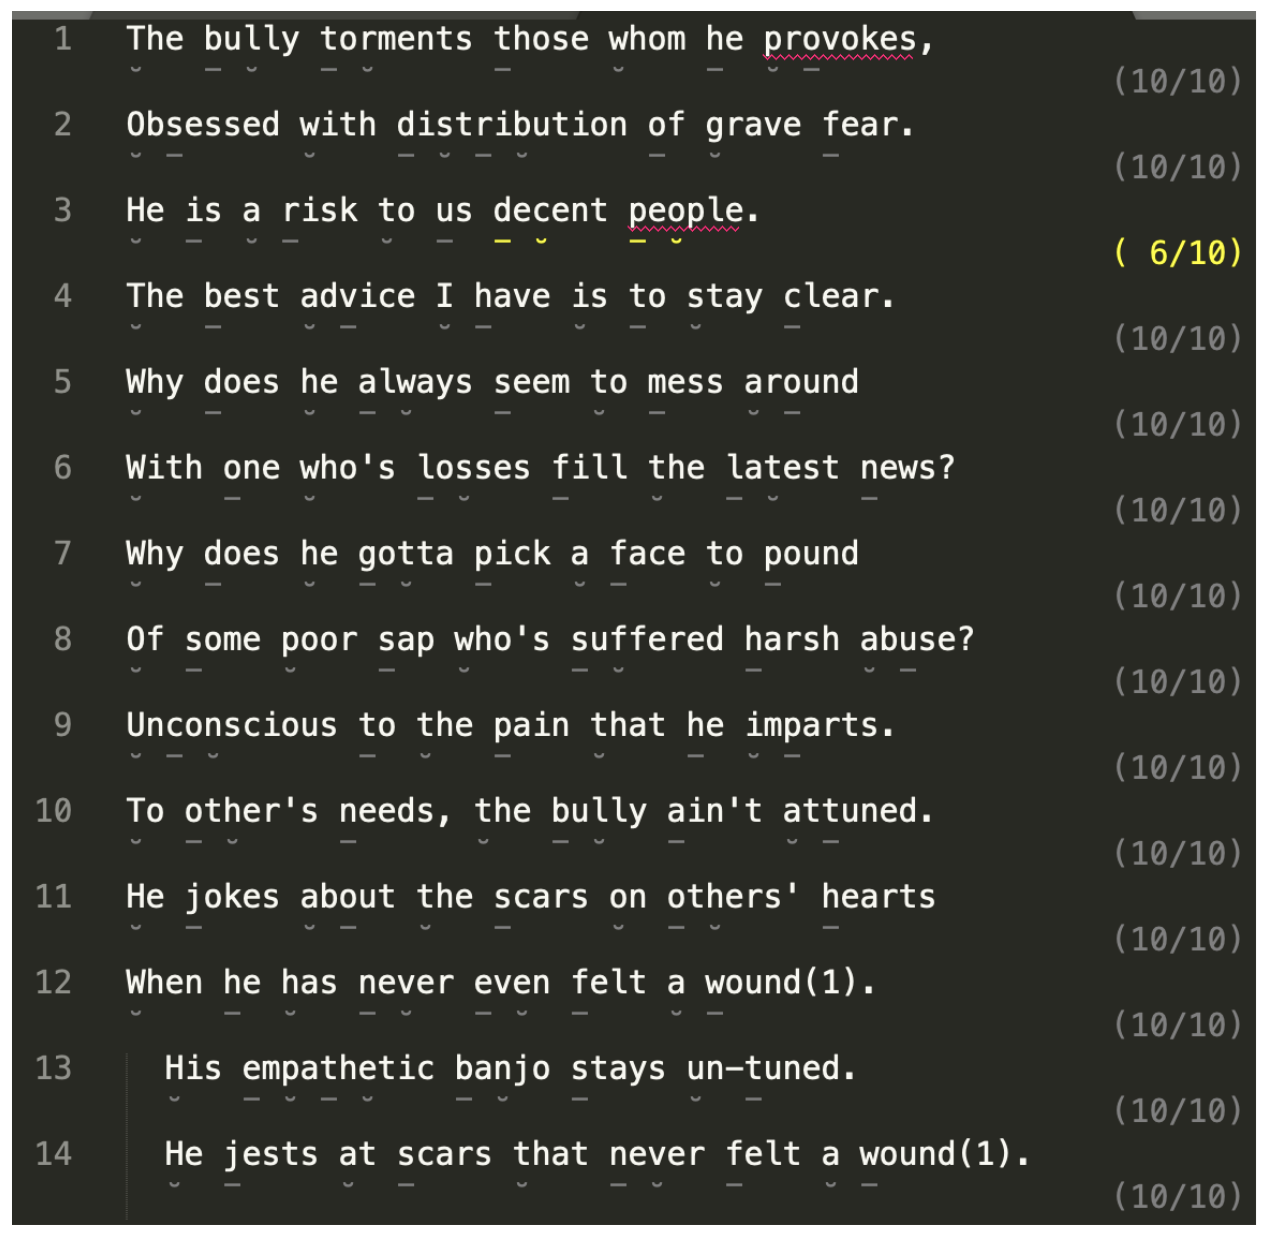 1 The bully torments those whom he provokes,
(10/10)
2 Obsessed with distribution of grave fear.
(10/10)
3 He is a risk to us decent people.
( 6/10)
4 The best advice I have is to stay clear.
(10/10)
5 Why does he always seem to mess around
(10/10)
6 With one who's losses fill the latest news?
(10/10)
7 Why does he gotta pick a face to pound
(10/10)
8 Of some poor sap who's suffered harsh abuse?
(10/10)
9 Unconscious to the pain that he imparts.
(10/10)
10 To other's needs, the bully ain't attuned.
(10/10)
11 He jokes about the scars on others' hearts
(10/10)
12 When he has never even felt a wound(1).
(10/10)
13 His empathetic banjo stays un-tuned.
(10/10)
14 He jests at scars that never felt a wound(1).
(10/10)